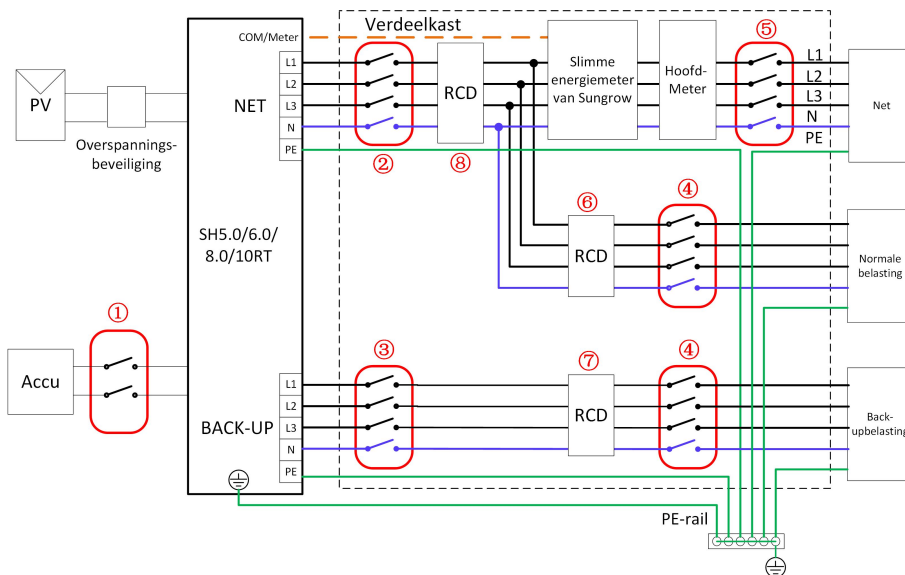 Verdeelkast
⑤
COM/Meter
L1
L2
L3
N
PE
NET
PV
Overspannings-
beveiliging
②
RCD
⑧
Slimme
energiemeter
van Sungrow
Hoofd-
Meter
L1
L2
L3
N
PE
Net
SH5.0/6.0/
8.0/10RT
⑥
RCD
④
Normale
belasting
①
Accu
③
⑦
RCD
④
L1
L2
L3
N
PE
BACK-UP
Back-
upbelasting
PE-rail